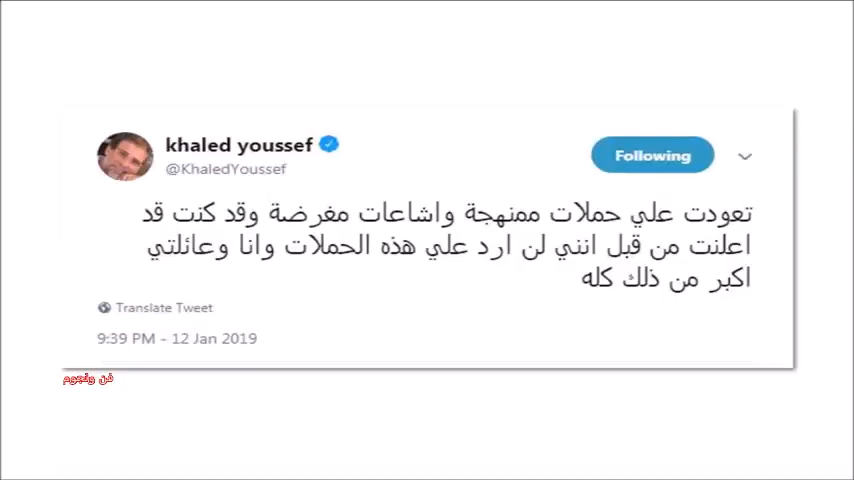 khaled youssef
@KhaledYoussef
Following
تعودت علي حملات ممنهجة واشاعات مغرضة وقد كنت قد
اعلنت من قبل انني لن ارد علي هذه الحملات وانا وعائلتي
اكبر من ذلك كله
Translate Tweet
9:39 PM - 12 Jan 2019
فن ونجوم